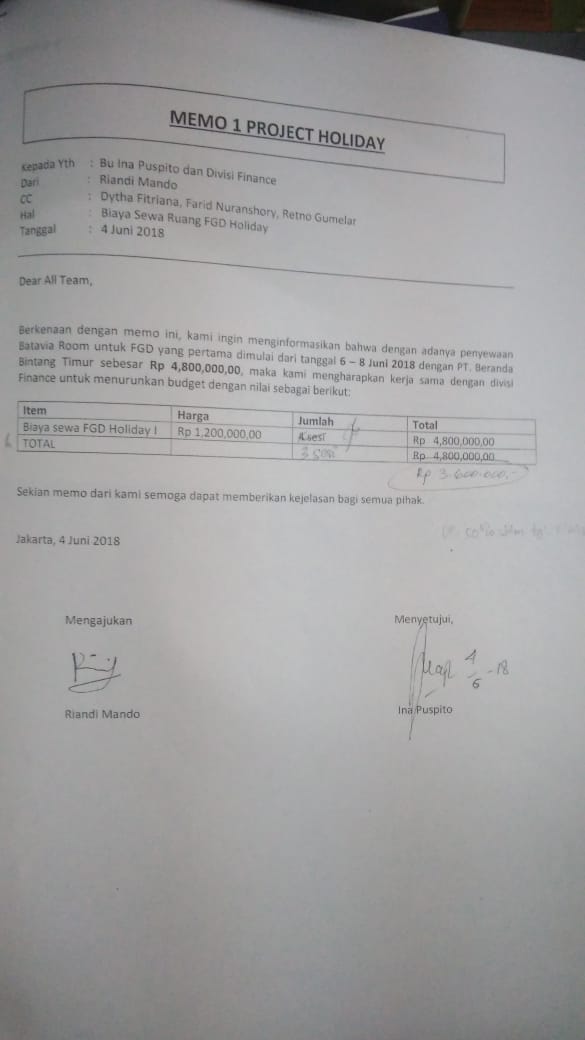 MEMO 1 PROJECT HOLIDAY
Kepada Yth : Bu Ina Puspito dan Divisi Finance
Dari : Riandi Mando
CC : Dytha Fitriana, Farid Nuranshory, Retno Gumelar
Hal : Biaya Sewa Ruang FGD Holiday
Tanggal : 4 Juni 2018
Dear All Team,
Berkenaan dengan memo ini, kami ingin menginformasikan bahwa dengan adanya penyewaan
Batavia Room untuk FGD yang pertama dimulai dari tanggal 6 – 8 Juni 2018 dengan PT. Beranda
Bintang Timur sebesar Rp 4,800,000,00, maka kami mengharapkan kerja sama dengan divisi
Finance untuk menurunkan budget dengan nilai sebagai berikut:
Item Harga Jumlah Total
Biaya sewa FGD Holiday I Rp 1,200,000,00 sesi Rp 4,800,000,00
TOTAL 3 sesi Rp 4,800,000,00
Rp 3.600.000,-
Sekian memo dari kami semoga dapat memberikan kejelasan bagi semua pihak.
50%
Jakarta, 4 Juni 2018
Mengajukan Menyetujui,
4/6 -18
Riandi Mando Ina Puspito